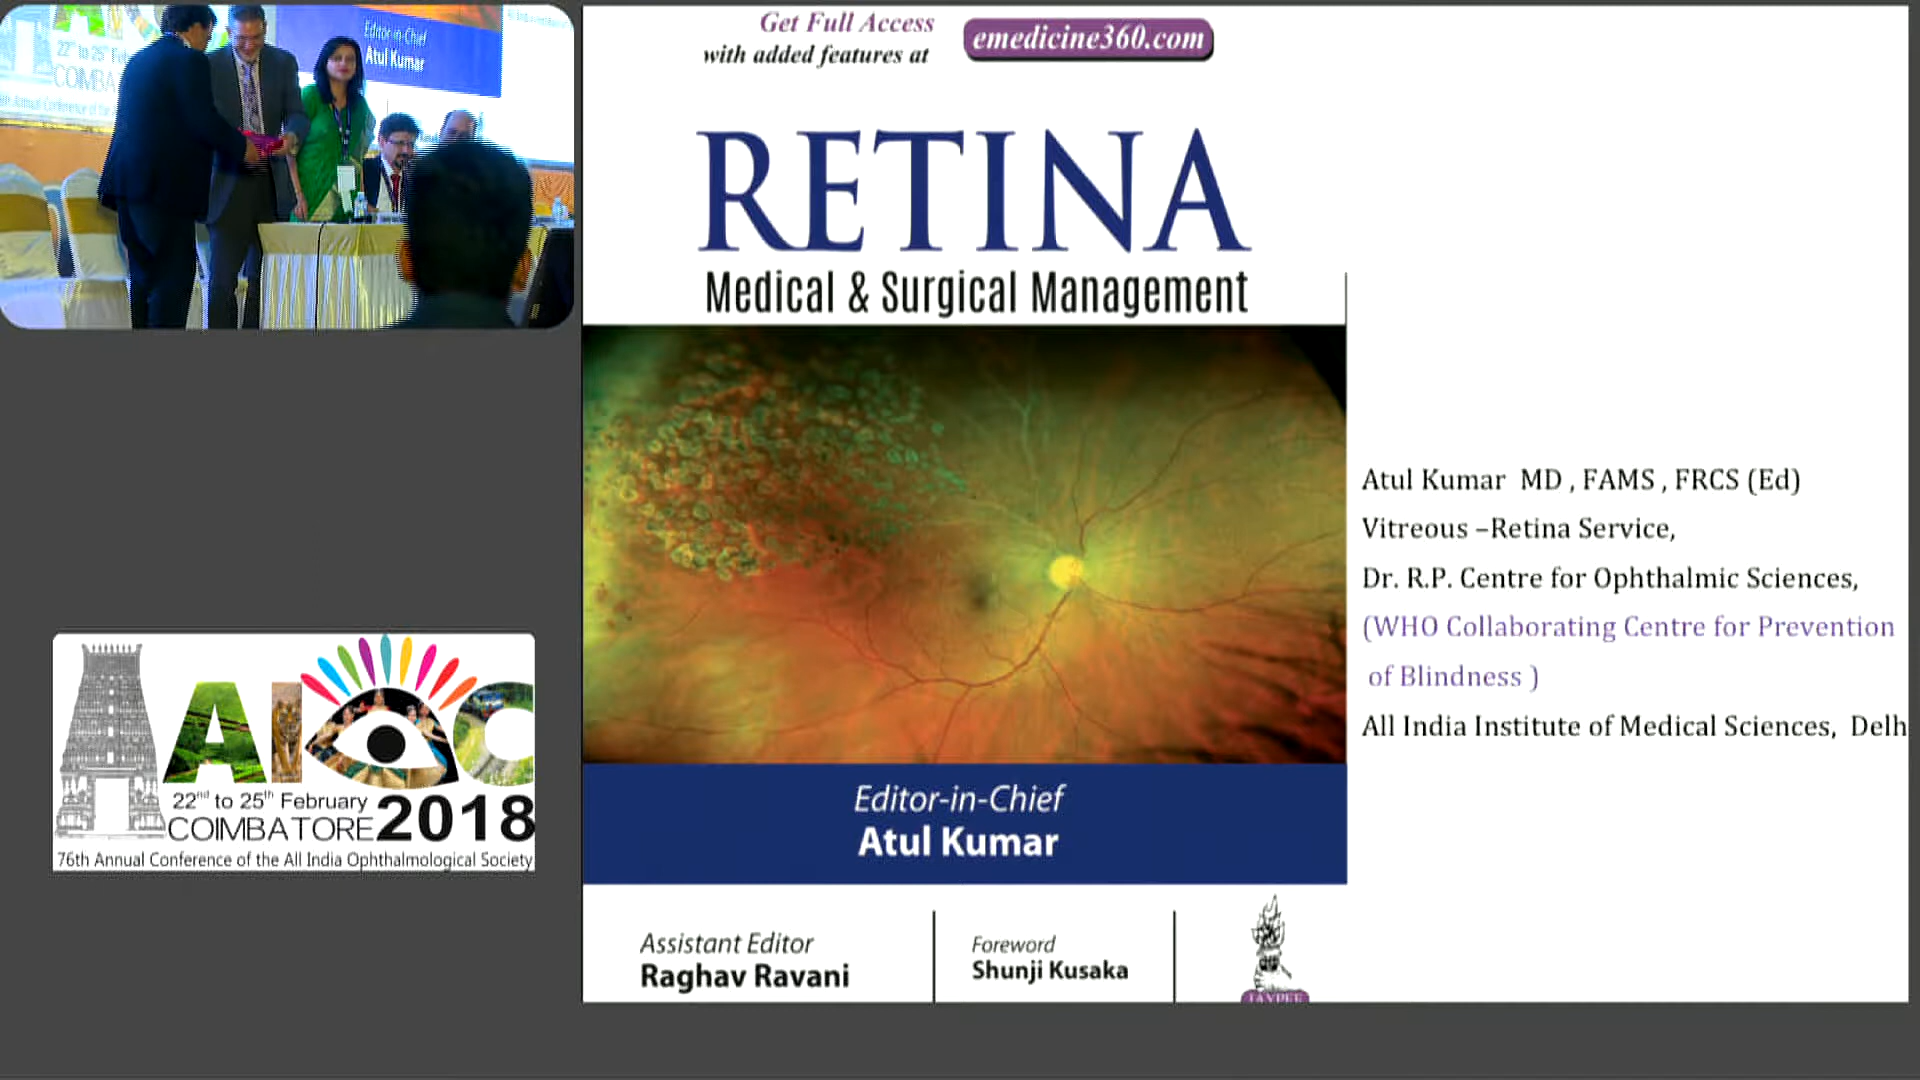 Editor-in-Chief
Atul Kumar
COIMBA
Get Full Access
with added features at
emedicine360.com
RETINA
Medical & Surgical Management
Atul Kumar MD , FAMS , FRCS (Ed)
Vitreous –Retina Service,
Dr. R.P. Centre for Ophthalmic Sciences,
(WHO Collaborating Centre for Prevention
of Blindness )
All India Institute of Medical Sciences, Delh
Editor-in-Chief
Atul Kumar
Assistant Editor
Raghav Ravani
Foreword
Shunji Kusaka
JAYPEE
AIOC
22nd to 25th February
COIMBATORE 2018
76th Annual Conference of the All India Ophthalmological Society